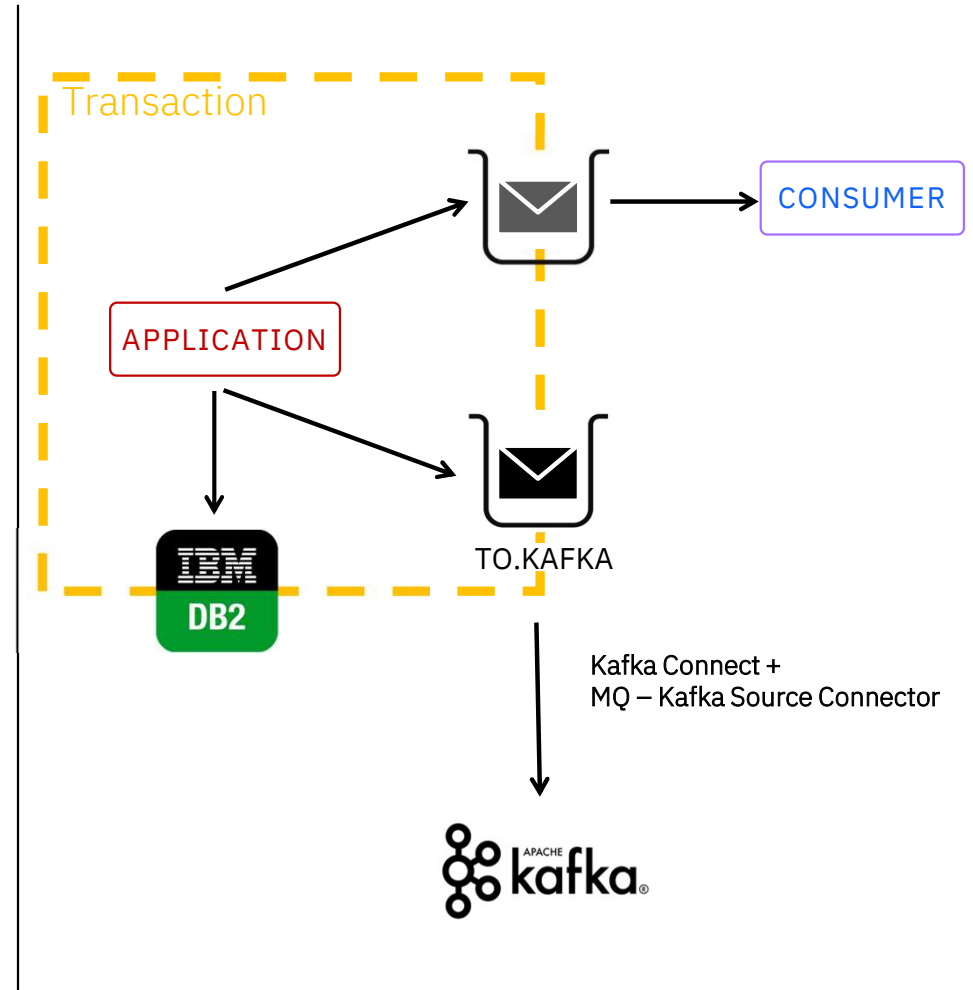 Transaction
CONSUMER
APPLICATION
TO.KAFKA
IBM
DB2
Kafka Connect +
MQ – Kafka Source Connector
APACHE
kafka®